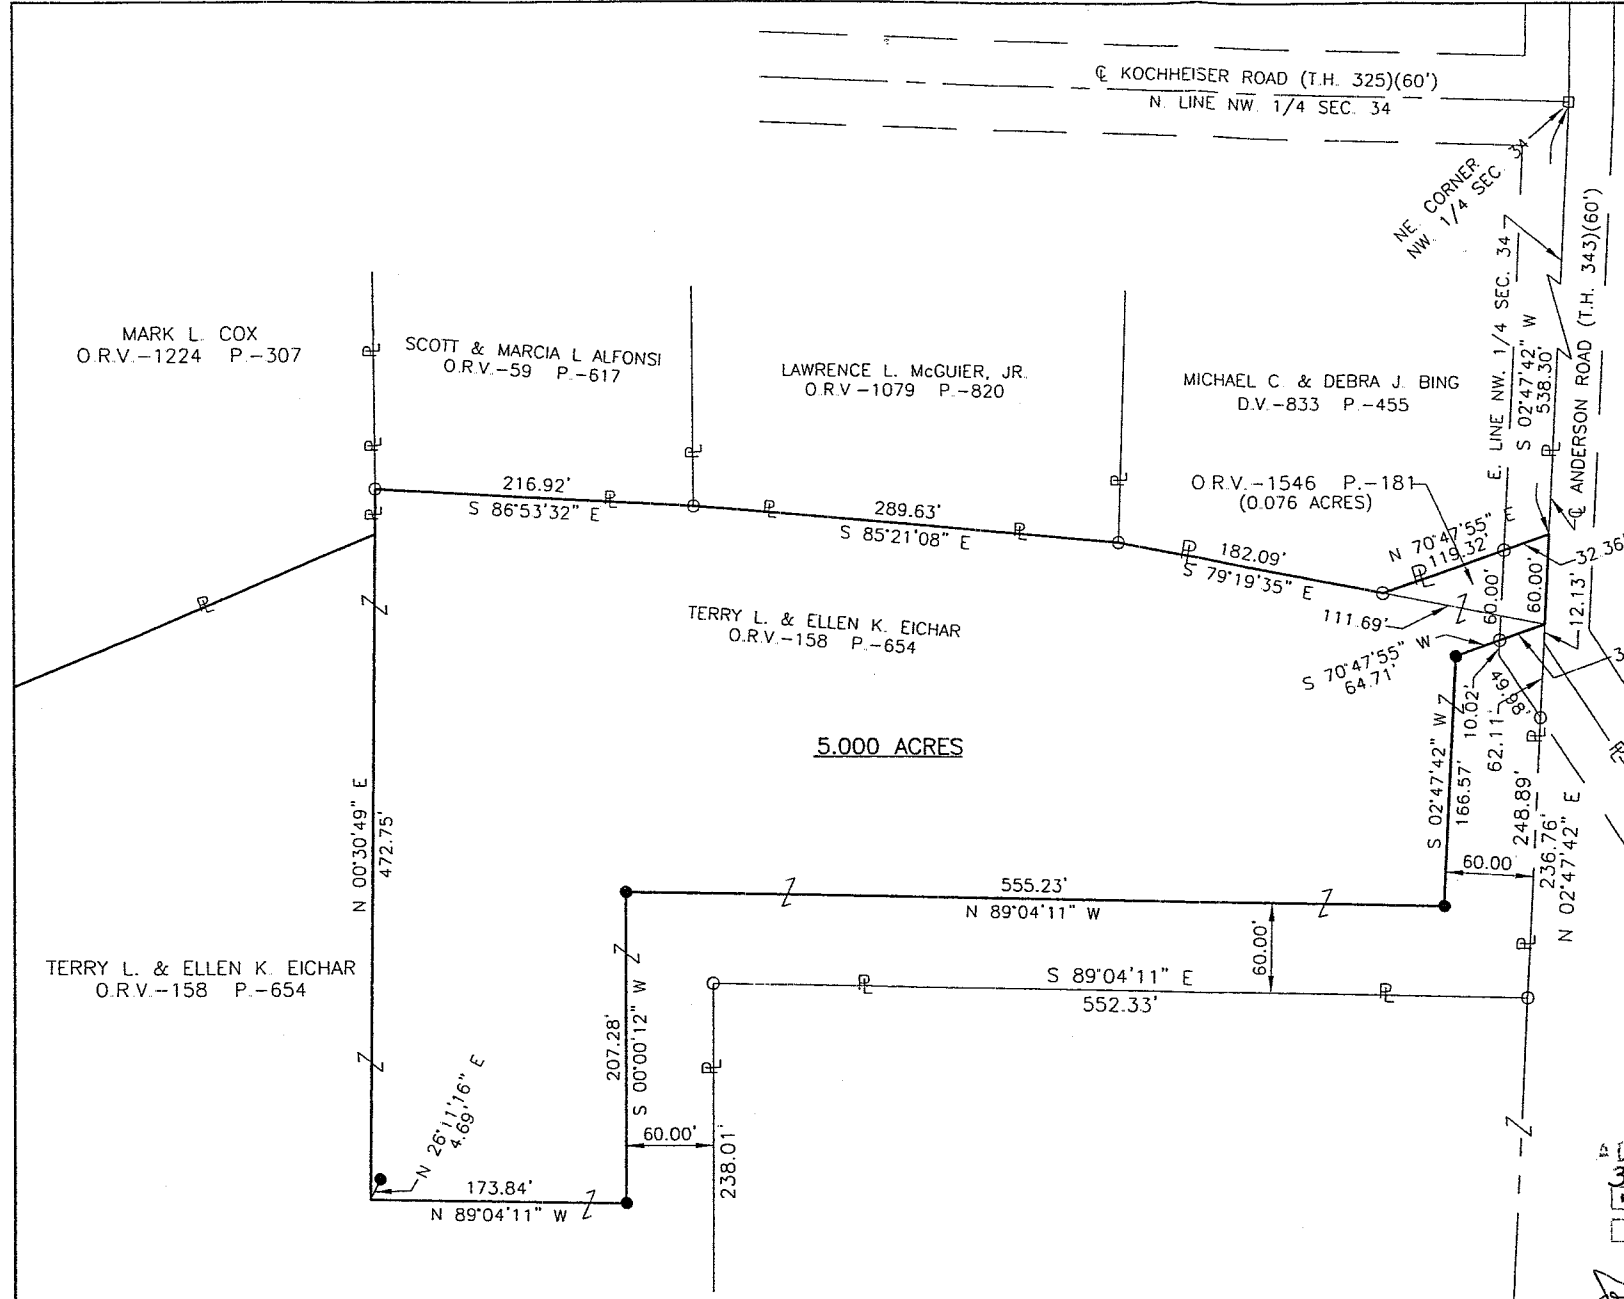 ℄ KOCHHEISER ROAD (T.H. 325)(60')
N. LINE NW. 1/4 SEC. 34
NE. CORNER
NW. 1/4 SEC. 34
E. LINE NW. 1/4 SEC. 34
S 02°47'42" W
538.30'
℄ ANDERSON ROAD (T.H. 343)(60')
MARK L. COX
O.R.V.-1224 P.-307
SCOTT & MARCIA L ALFONSI
O.R.V.-59 P.-617
LAWRENCE L. McGUIER, JR.
O.R.V.-1079 P.-820
MICHAEL C. & DEBRA J. BING
D.V.-833 P.-455
O.R.V.-1546 P.-181
(0.076 ACRES)
216.92'
S 86°53'32" E
289.63'
S 85°21'08" E
182.09'
S 79°19'35" E
N 70°47'55" E
119.32'
32.36'
60.00'
60.00'
12.13'
111.69'
S 70°47'55" W
64.71'
TERRY L. & ELLEN K. EICHAR
O.R.V.-158 P.-654
5.000 ACRES
10.02'
49.98'
62.11'
S 02°47'42" W
166.57'
248.89'
236.76'
N 02°47'42" E
60.00'
N 00°30'49" E
472.75'
555.23'
N 89°04'11" W
60.00'
S 89°04'11" E
552.33'
TERRY L. & ELLEN K. EICHAR
O.R.V.-158 P.-654
207.28'
S 00°00'12" W
60.00'
238.01'
N 26°11'16" E
4.69'
173.84'
N 89°04'11" W